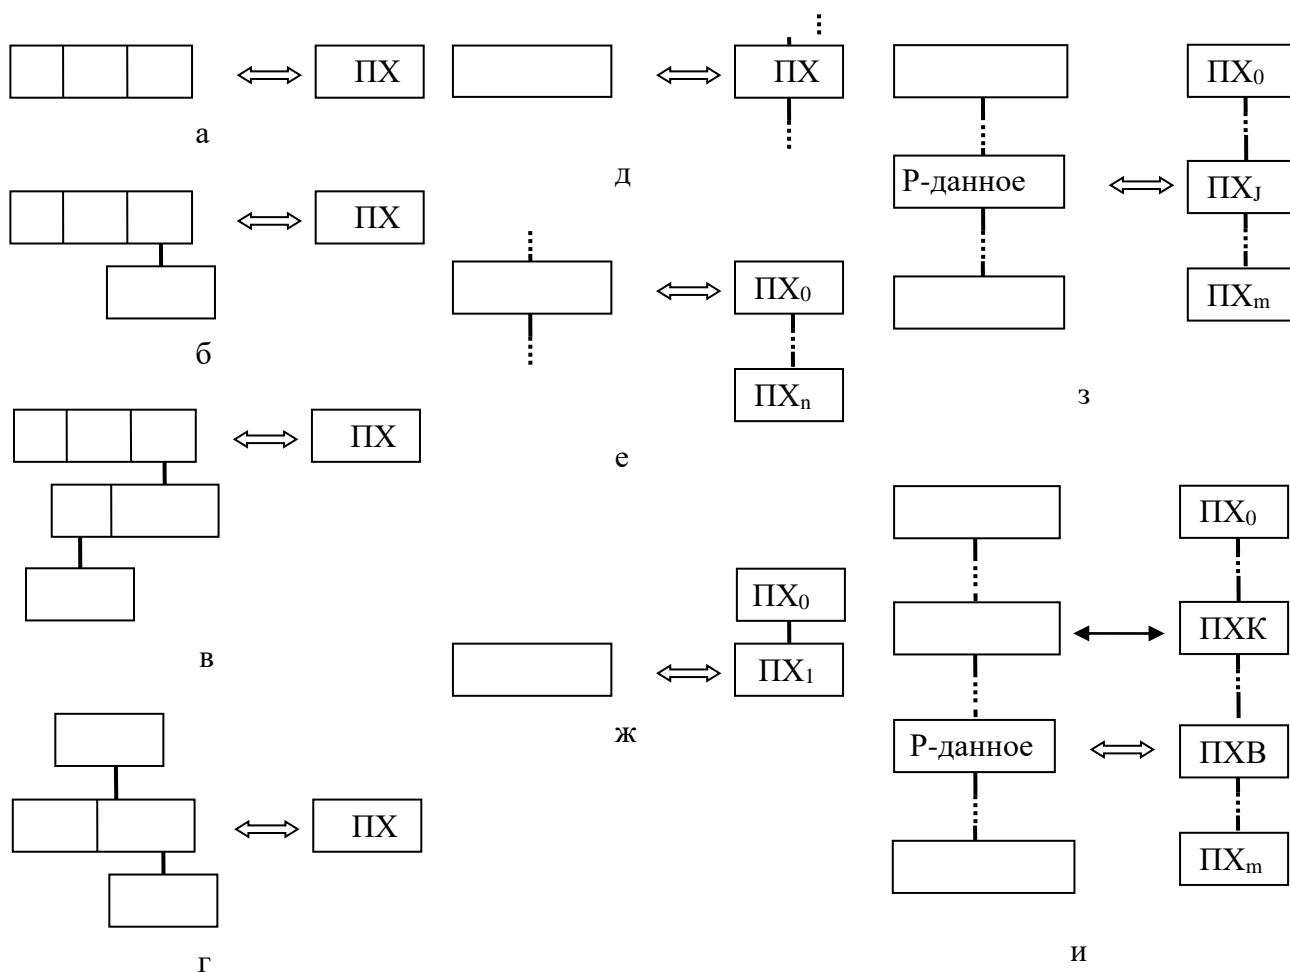 ПХ
а
ПХ
б
ПХ
в
ПХ
г
ПХ
д
ПХ0
ПХn
е
ПХ0
ПХ1
ж
ПХ0
Р-данное
ПХJ
ПХm
з
ПХ0
ПХК
Р-данное
ПХВ
ПХm
и